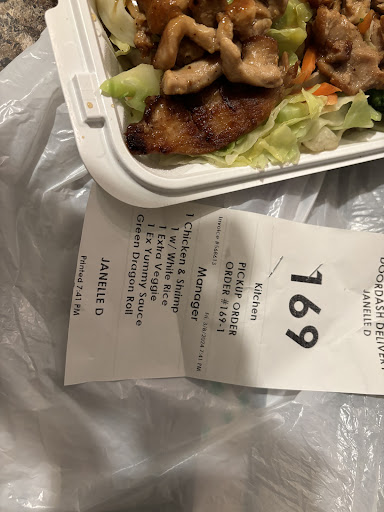 DOORDASH DELIVERY
JANELLE D
169
Kitchen
PICKUP ORDER
ORDER #169-1
Manager
1 Chicken & Shrimp
1 w/ White Rice
1 Extra Veggie
1 Ex Yummy Sauce
Green Dragon Roll
JANELLE D
Printed 7:41 PM